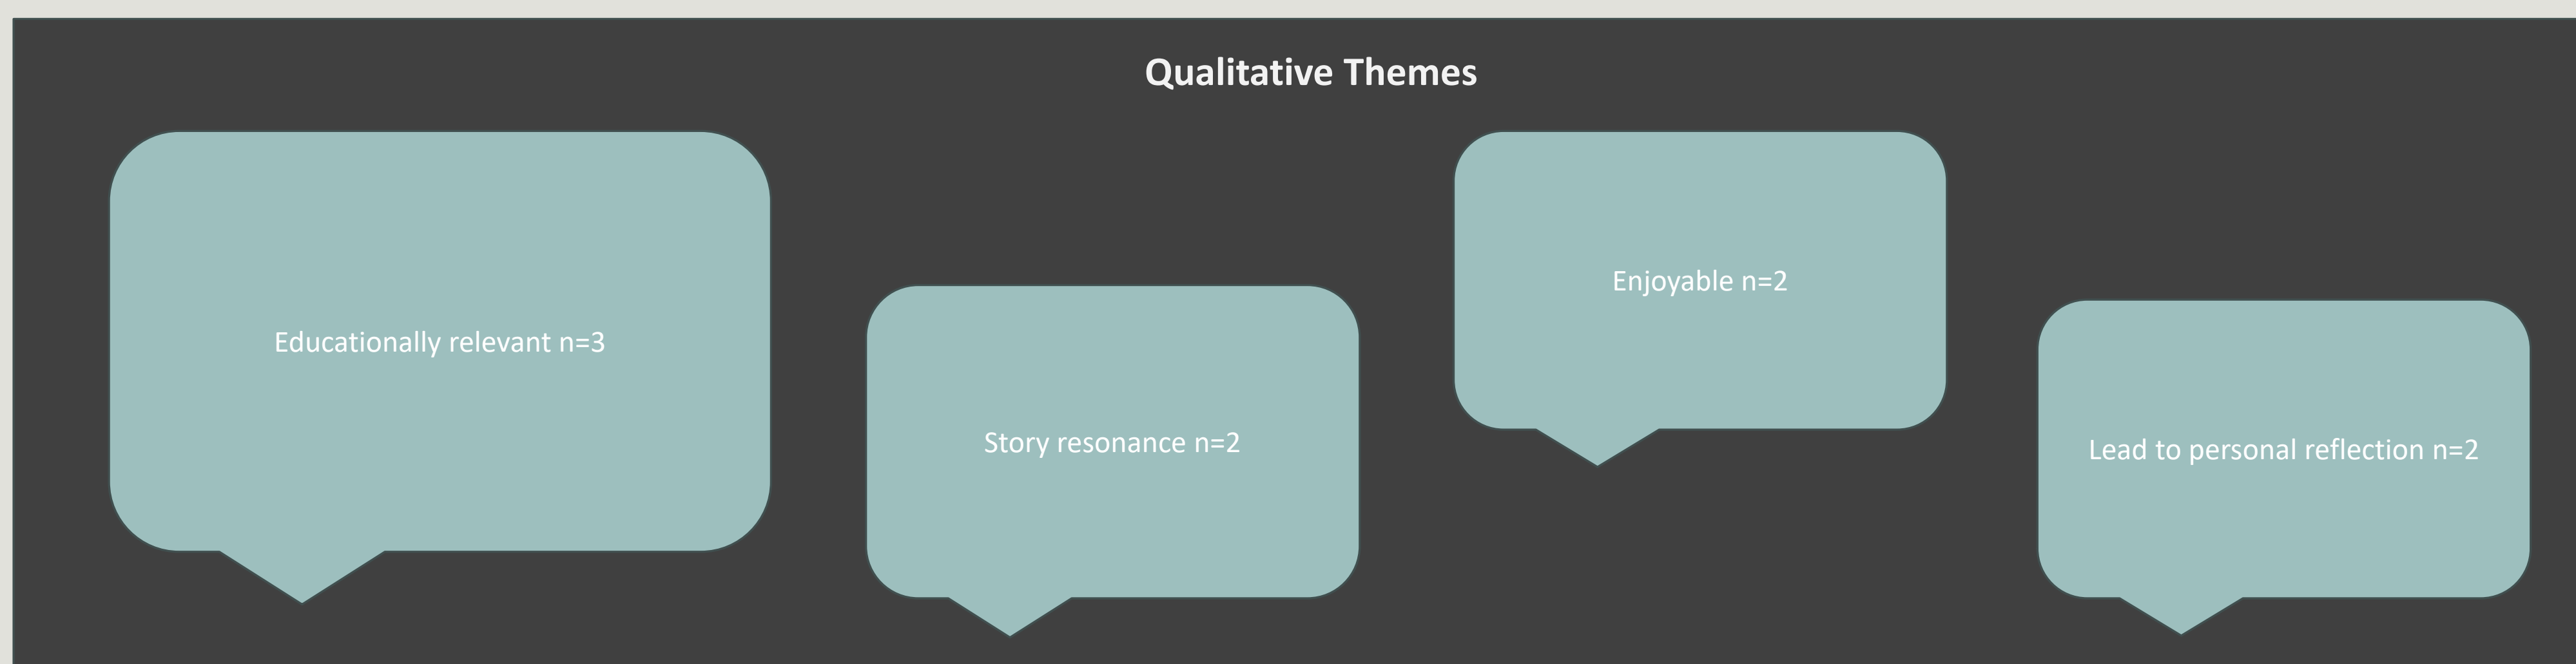 Qualitative Themes
Educationally relevant n=3
Story resonance n=2
Enjoyable n=2
Lead to personal reflection n=2